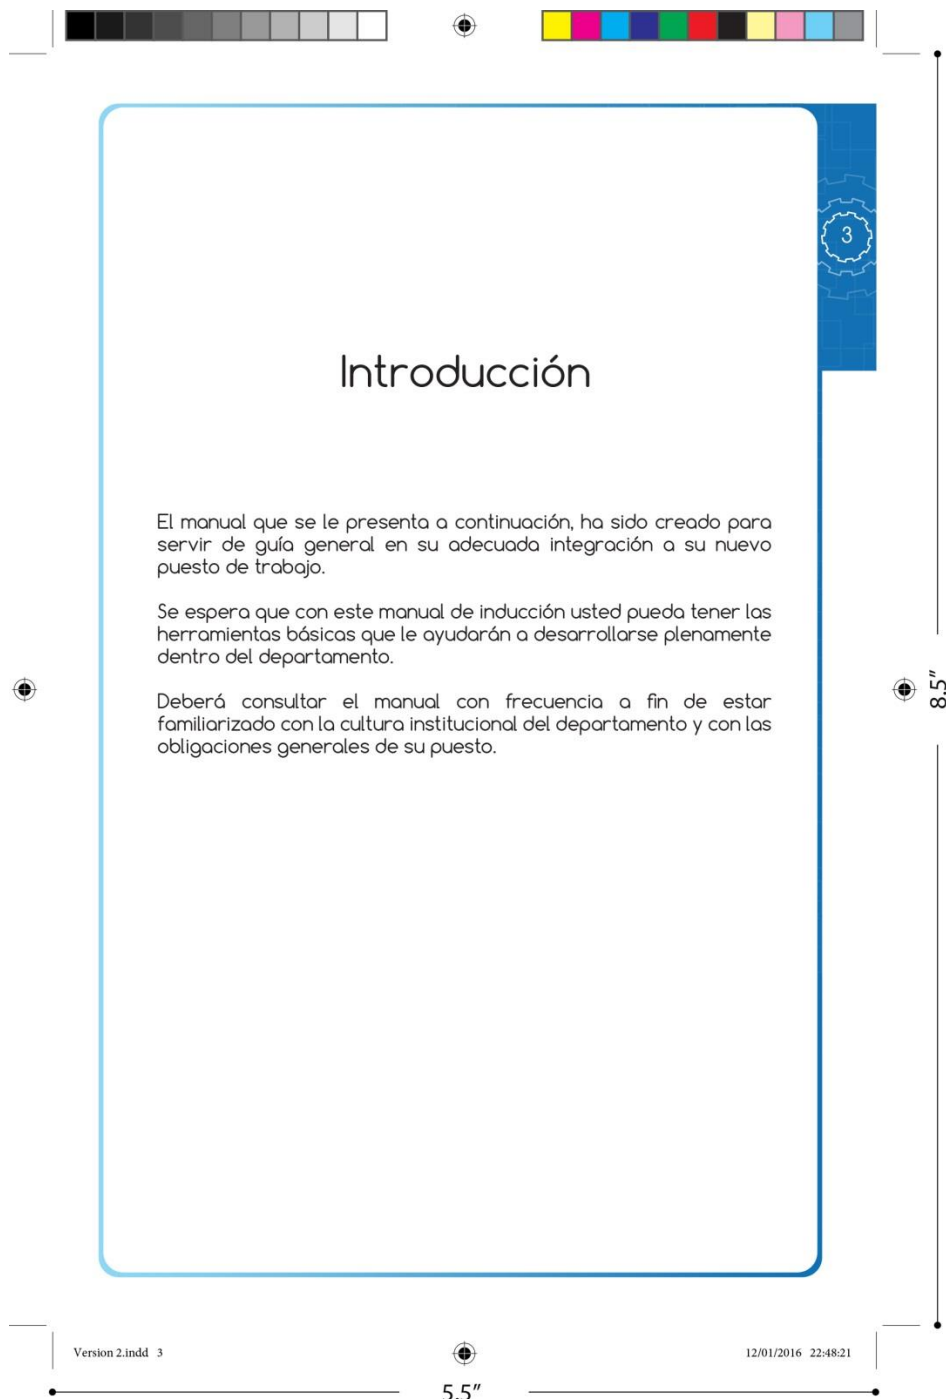 3
Introducción
El manual que se le presenta a continuación, ha sido creado para
servir de guía general en su adecuada integración a su nuevo
puesto de trabajo.
Se espera que con este manual de inducción usted pueda tener las
herramientas básicas que le ayudarán a desarrollarse plenamente
dentro del departamento.
Deberá consultar el manual con frecuencia a fin de estar
familiarizado con la cultura institucional del departamento y con las
obligaciones generales de su puesto.
8.5"
Version 2.indd 3
12/01/2016 22:48:21
5.5"